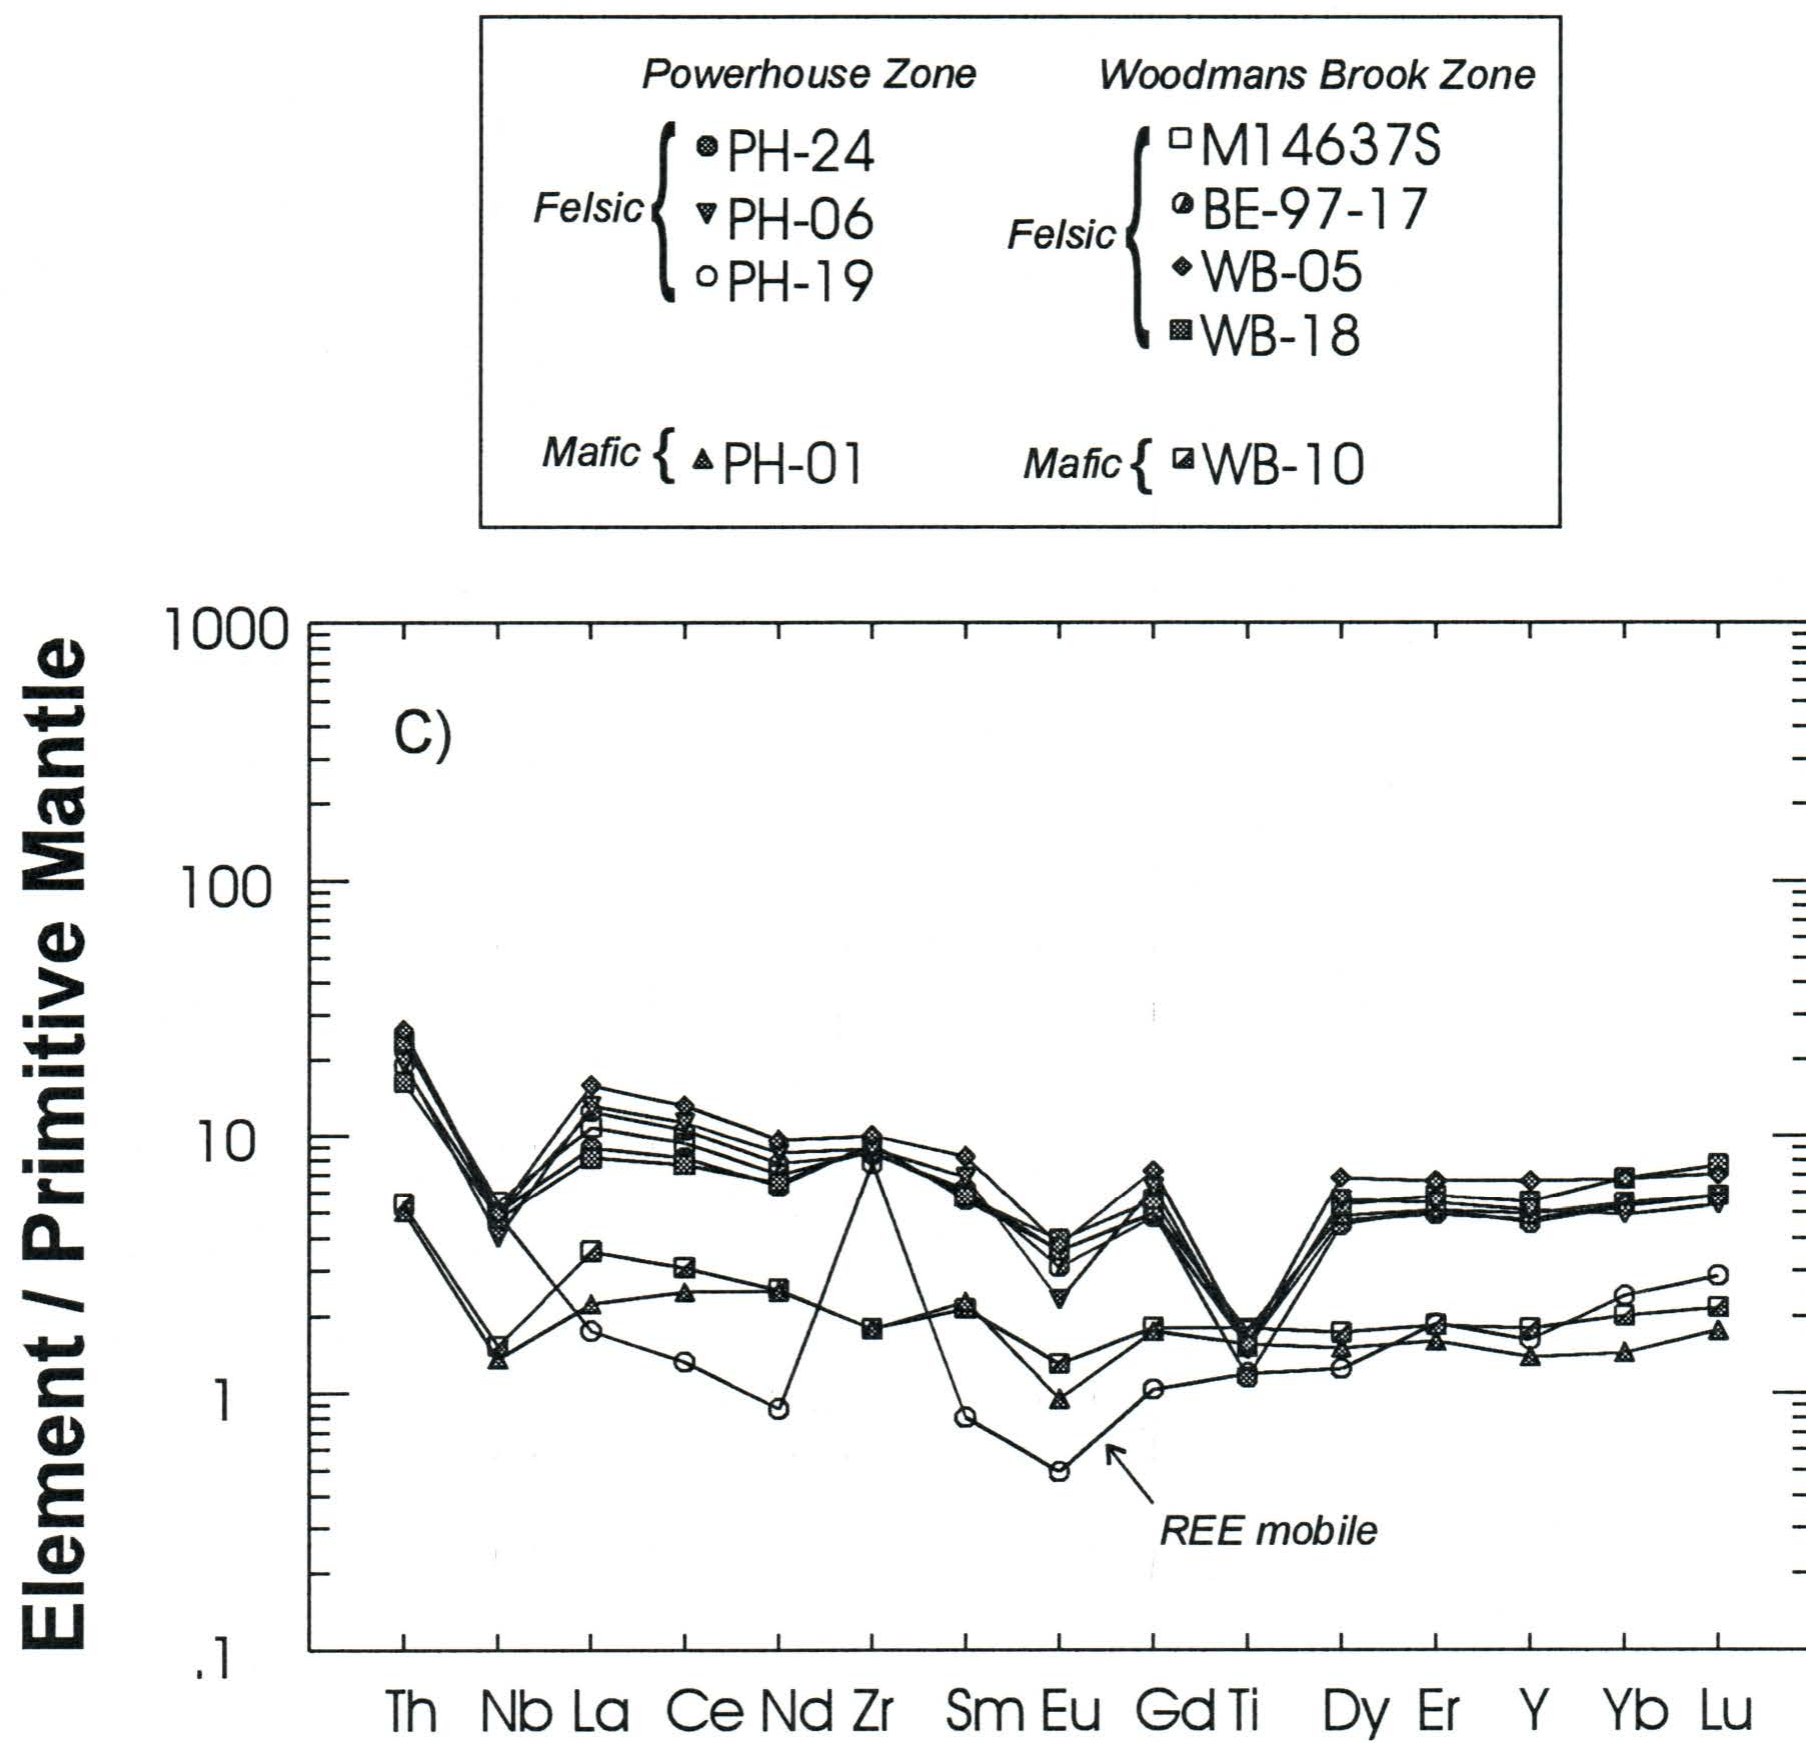 Powerhouse Zone
Woodmans Brook Zone
Felsic
PH-24
PH-06
PH-19
Felsic
M14637S
BE-97-17
WB-05
WB-18
Mafic
PH-01
Mafic
WB-10
Element / Primitive Mantle
1000
100
10
1
.1
C)
REE mobile
Th Nb La Ce Nd Zr Sm Eu Gd Ti Dy Er Y Yb Lu